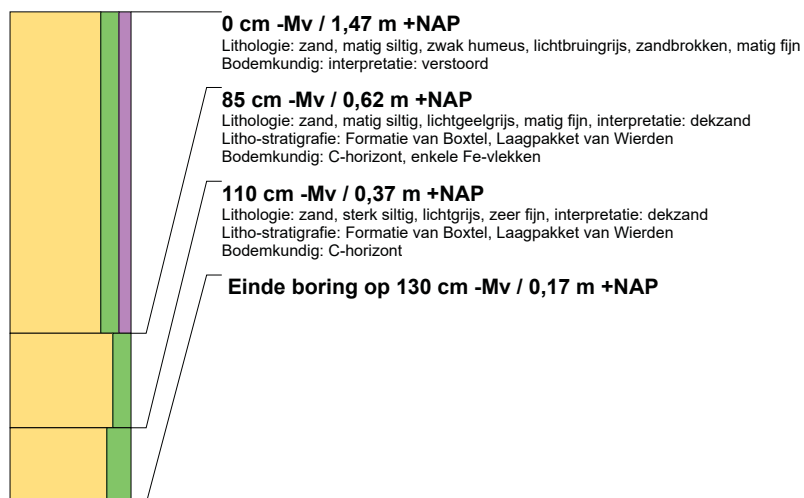 0 cm -Mv / 1,47 m +NAP
Lithologie: zand, matig siltig, zwak humeus, lichtbruingrijs, zandbrokken, matig fijn
Bodemkundig: interpretatie: verstoord
85 cm -Mv / 0,62 m +NAP
Lithologie: zand, matig siltig, lichtgeelgrijs, matig fijn, interpretatie: dekzand
Litho-stratigrafie: Formatie van Boxtel, Laagpakket van Wierden
Bodemkundig: C-horizont, enkele Fe-vlekken
110 cm -Mv / 0,37 m +NAP
Lithologie: zand, sterk siltig, lichtgrijs, zeer fijn, interpretatie: dekzand
Litho-stratigrafie: Formatie van Boxtel, Laagpakket van Wierden
Bodemkundig: C-horizont
Einde boring op 130 cm -Mv / 0,17 m +NAP